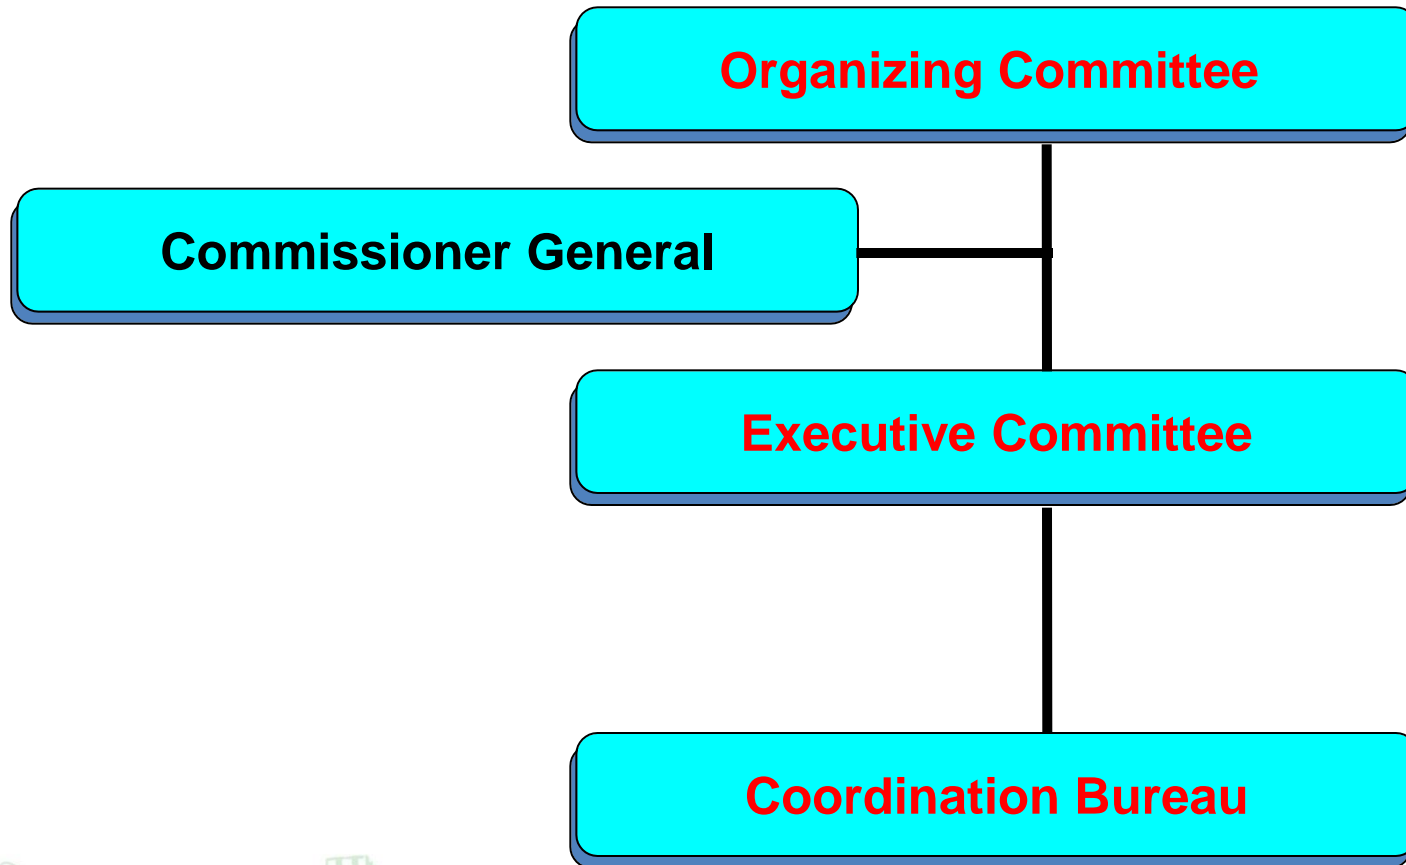 Organizing Committee
Commissioner General
Executive Committee
Coordination Bureau